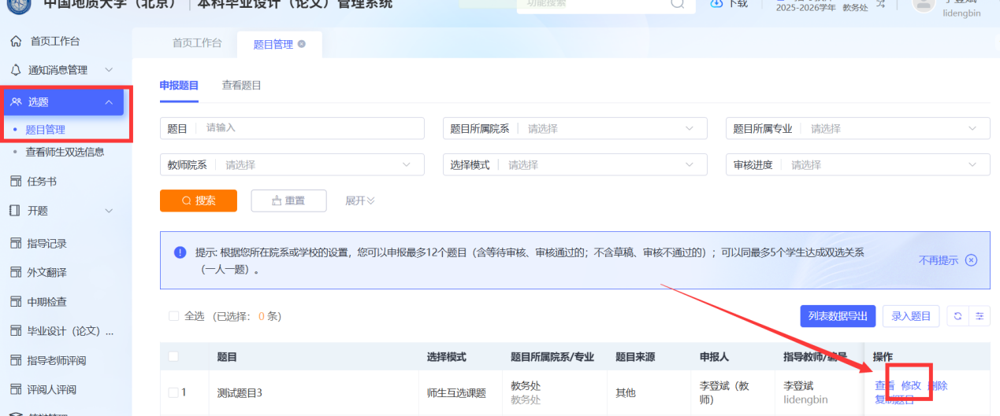 中国地质大学（北京） 本科毕业设计（论文）管理系统
功能搜索
下载
2025-2026学年 教务处
lidengbin
首页工作台
通知消息管理
选题
题目管理
查看师生双选信息
任务书
开题
指导记录
外文翻译
中期检查
毕业设计（论文）...
指导老师评阅
评阅人评阅
首页工作台 题目管理
申报题目 查看题目
题目 请输入 题目所属院系 请选择 题目所属专业 请选择
教师院系 请选择 选择模式 请选择 审核进度 请选择
搜索 重置 展开
提示: 根据您所在院系或学校的设置，您可以申报最多12个题目（含等待审核、审核通过的；不含草稿、审核不通过的）；可以同最多5个学生达成双选关系
（一人一题）。
不再提示
全选 （已选择： 0 条）
列表数据导出 录入题目
题目 选择模式 题目所属院系/专业 题目来源 申报人 指导教师/编号 操作
1 测试题目3 师生互选课题 教务处 其他 李登斌（教 李登斌 查看 修改 删除
教务处 师） lidengbin 复制题目